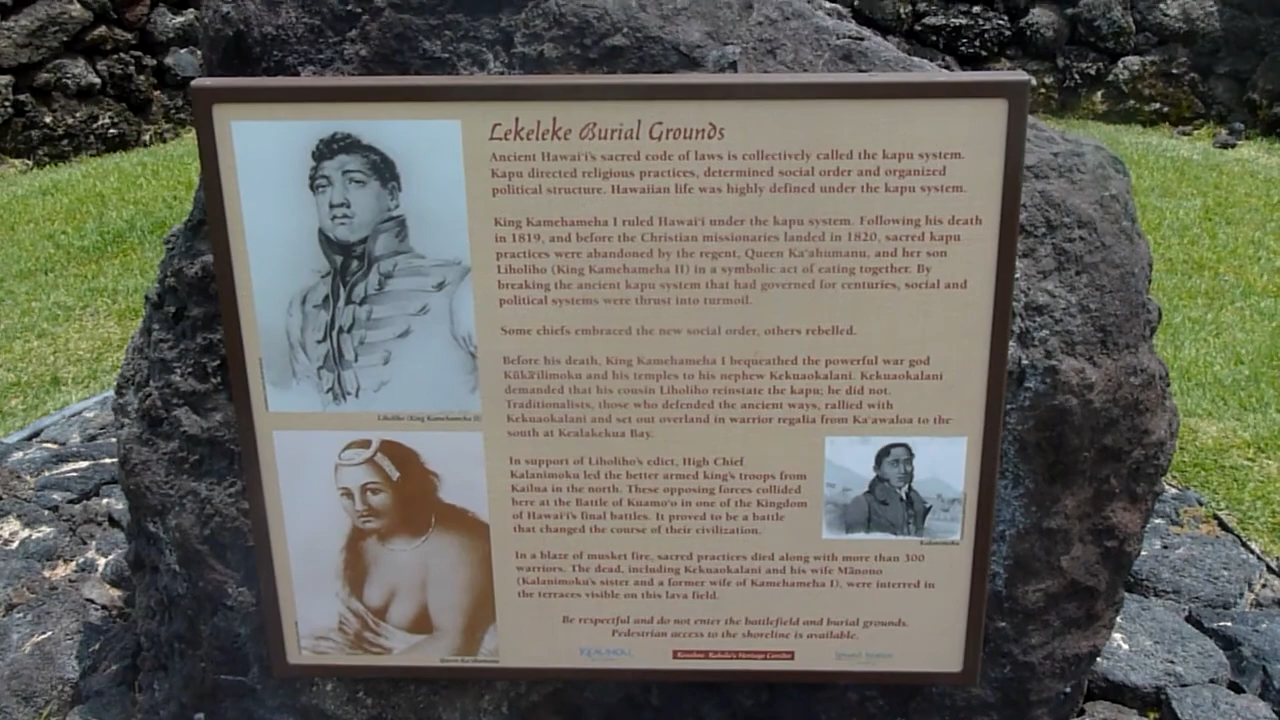 Lekeleke Burial Grounds
Ancient Hawai'i's sacred code of laws is collectively called the kapu system.
Kapu directed religious practices, determined social order and organized
political structure. Hawaiian life was highly defined under the kapu system.
King Kamehameha I ruled Hawai'i under the kapu system. Following his death
in 1819, and before the Christian missionaries landed in 1820, sacred kapu
practices were abandoned by the regent, Queen Ka'ahumanu, and her son
Liholiho (King Kamehameha II) in a symbolic act of eating together. By
breaking the ancient kapu system that had governed for centuries, social and
political systems were thrust into turmoil.
Some chiefs embraced the new social order, others rebelled.
Before his death, King Kamehameha I bequeathed the powerful war god
Kūkā'ilimoku and his temples to his nephew Kekuaokalani. Kekuaokalani
demanded that his cousin Liholiho reinstate the kapu; he did not.
Traditionalists, those who defended the ancient ways, rallied with
Kekuaokalani and set out overland in warrior regalia from Ka'awaloa to the
south at Kealakekua Bay.
In support of Liholiho's edict, High Chief
Kalanimoku led the better armed king's troops from
Kailua in the north. These opposing forces collided
here at the Battle of Kuamo'o in one of the Kingdom
of Hawai'i's final battles. It proved to be a battle
that changed the course of their civilization.
In a blaze of musket fire, sacred practices died along with more than 300
warriors. The dead, including Kekuaokalani and his wife Mānono
(Kalanimoku's sister and a former wife of Kamehameha I), were interred in
the terraces visible on this lava field.
Be respectful and do not enter the battlefield and burial grounds.
Pedestrian access to the shoreline is available.
Liholiho (King Kamehameha II)
Queen Ka'ahumanu
Kalanimoku
KEAUHOU
Heritage Center